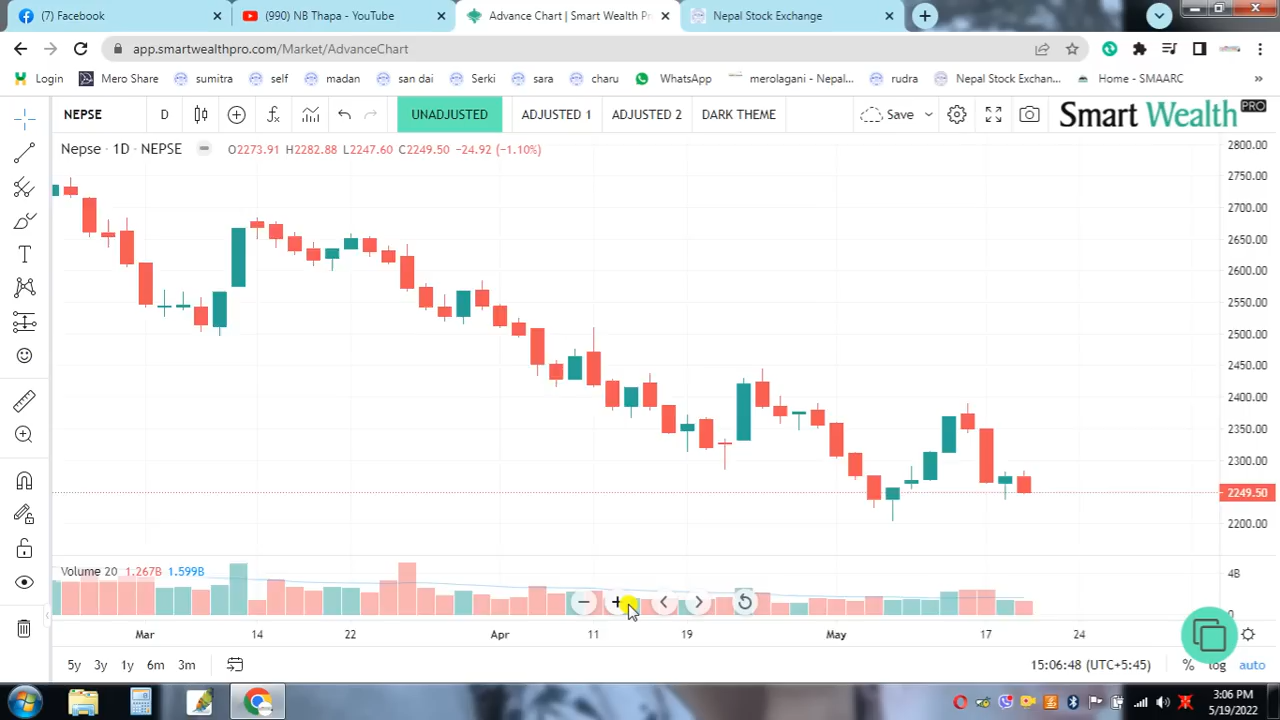 (7) Facebook
(990) NB Thapa - YouTube
Advance Chart | Smart Wealth Pr
Nepal Stock Exchange
app.smartwealthpro.com/Market/AdvanceChart
Login
Mero Share
sumitra
self
madan
san dai
Serki
sara
charu
WhatsApp
merolagani - Nepal...
rudra
Nepal Stock Exchan...
Home - SMAARC
»
NEPSE
D
UNADJUSTED
ADJUSTED 1
ADJUSTED 2
DARK THEME
Save
Smart Wealth PRO
Nepse · 1D · NEPSE
O2273.91 H2282.88 L2247.60 C2249.50 −24.92 (−1.10%)
2800.00
2750.00
2700.00
2650.00
2600.00
2550.00
2500.00
2450.00
2400.00
2350.00
2300.00
2249.50
2200.00
Volume 20 1.267B 1.599B
4B
0
Mar
14
22
Apr
11
19
May
17
24
5y
3y
1y
6m
3m
15:06:48 (UTC+5:45)
%
log
auto
3:06 PM
5/19/2022